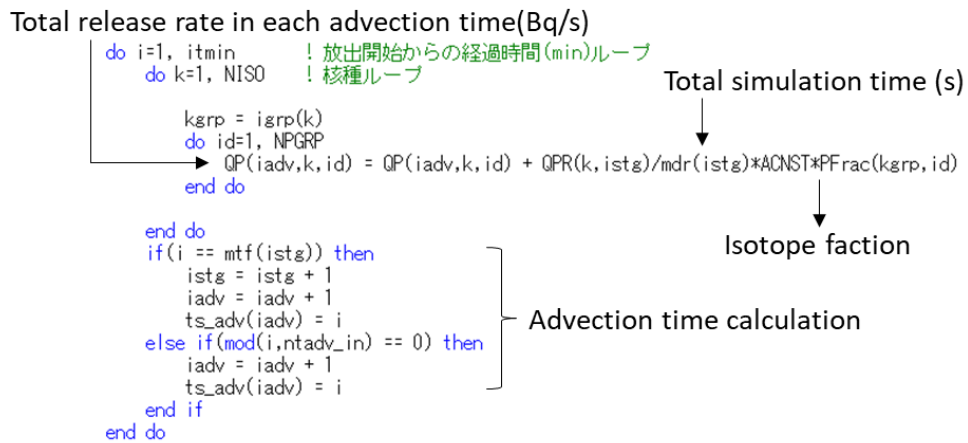 Total release rate in each advection time(Bq/s)
do i=1, itmin ! 放出開始からの経過時間(min)ループ
do k=1, NISO ! 核種ループ
Total simulation time (s)
kgrp = igrp(k)
do id=1, NPGRP
QP(iadv,k,id) = QP(iadv,k,id) + QPR(k,istg)/mdr(istg)*ACNST*PFrac(kgrp,id)
end do
end do
Isotope faction
if(i == mtf(istg)) then
istg = istg + 1
iadv = iadv + 1
ts_adv(iadv) = i
Advection time calculation
else if(mod(i,ntadv_in) == 0) then
iadv = iadv + 1
ts_adv(iadv) = i
end if
end do